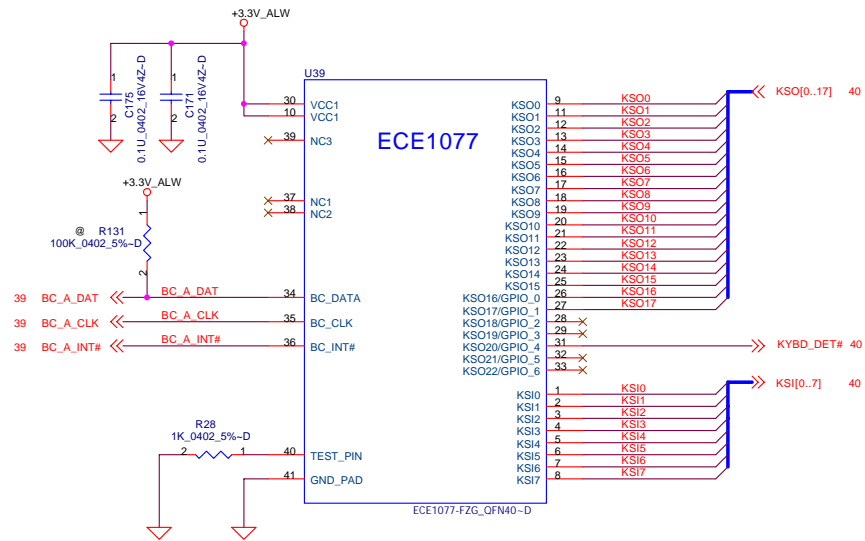 +3.3V_ALW
U39
1
1
C175
0.1U_0402_16V4Z~D
C171
0.1U_0402_16V4Z~D
2
2
ECE1077
30 VCC1
10 VCC1
39 NC3
37 NC1
38 NC2
+3.3V_ALW
1
@ R131
100K_0402_5%~D
2
39 BC_A_DAT BC_A_DAT 34 BC_DATA
39 BC_A_CLK BC_A_CLK 35 BC_CLK
39 BC_A_INT# BC_A_INT# 36 BC_INT#
R28
1K_0402_5%~D
2 1 40 TEST_PIN
41 GND_PAD
KSO0 9 KSO0
KSO1 11 KSO1
KSO2 12 KSO2
KSO3 13 KSO3
KSO4 14 KSO4
KSO5 15 KSO5
KSO6 16 KSO6
KSO7 17 KSO7
KSO8 18 KSO8
KSO9 19 KSO9
KSO10 20 KSO10
KSO11 21 KSO11
KSO12 22 KSO12
KSO13 23 KSO13
KSO14 24 KSO14
KSO15 25 KSO15
KSO16/GPIO_0 26 KSO16
KSO17/GPIO_1 27 KSO17
KSO18/GPIO_2 28
KSO19/GPIO_3 29
KSO20/GPIO_4 31
KSO21/GPIO_5 32
KSO22/GPIO_6 33
KSO[0..17] 40
KYBD_DET# 40
KSI[0..7] 40
KSI0 1 KSI0
KSI1 2 KSI1
KSI2 3 KSI2
KSI3 4 KSI3
KSI4 5 KSI4
KSI5 6 KSI5
KSI6 7 KSI6
KSI7 8 KSI7
ECE1077-FZG_QFN40~D